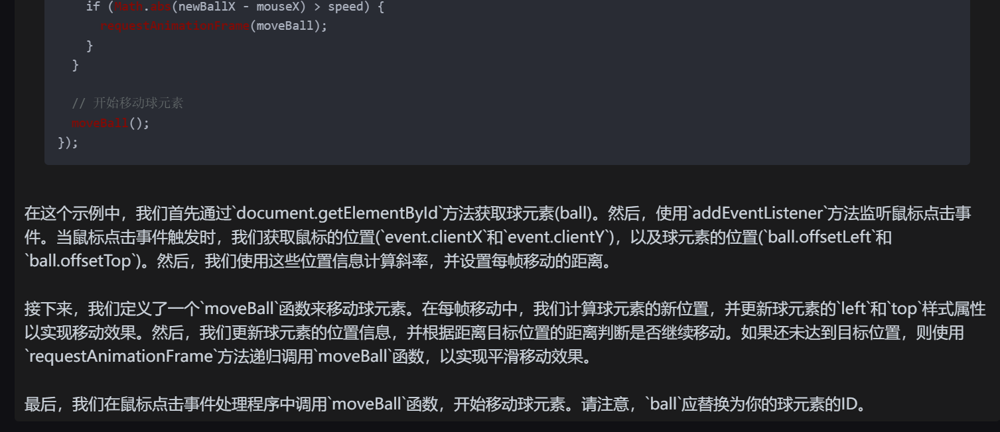 if (Math.abs(newBallX - mouseX) > speed) {
requestAnimationFrame(moveBall);
}
}
// 开始移动球元素
moveBall();
});
在这个示例中，我们首先通过`document.getElementById`方法获取球元素(ball)。然后，使用`addEventListener`方法监听鼠标点击事
件。当鼠标点击事件触发时，我们获取鼠标的位置(`event.clientX`和`event.clientY`)，以及球元素的位置(`ball.offsetLeft`和
`ball.offsetTop`)。然后，我们使用这些位置信息计算斜率，并设置每帧移动的距离。
接下来，我们定义了一个`moveBall`函数来移动球元素。在每帧移动中，我们计算球元素的新位置，并更新球元素的`left`和`top`样式属性
以实现移动效果。然后，我们更新球元素的位置信息，并根据距离目标位置的距离判断是否继续移动。如果还未达到目标位置，则使用
`requestAnimationFrame`方法递归调用`moveBall`函数，以实现平滑移动效果。
最后，我们在鼠标点击事件处理程序中调用`moveBall`函数，开始移动球元素。请注意，`ball`应替换为你的球元素的ID。